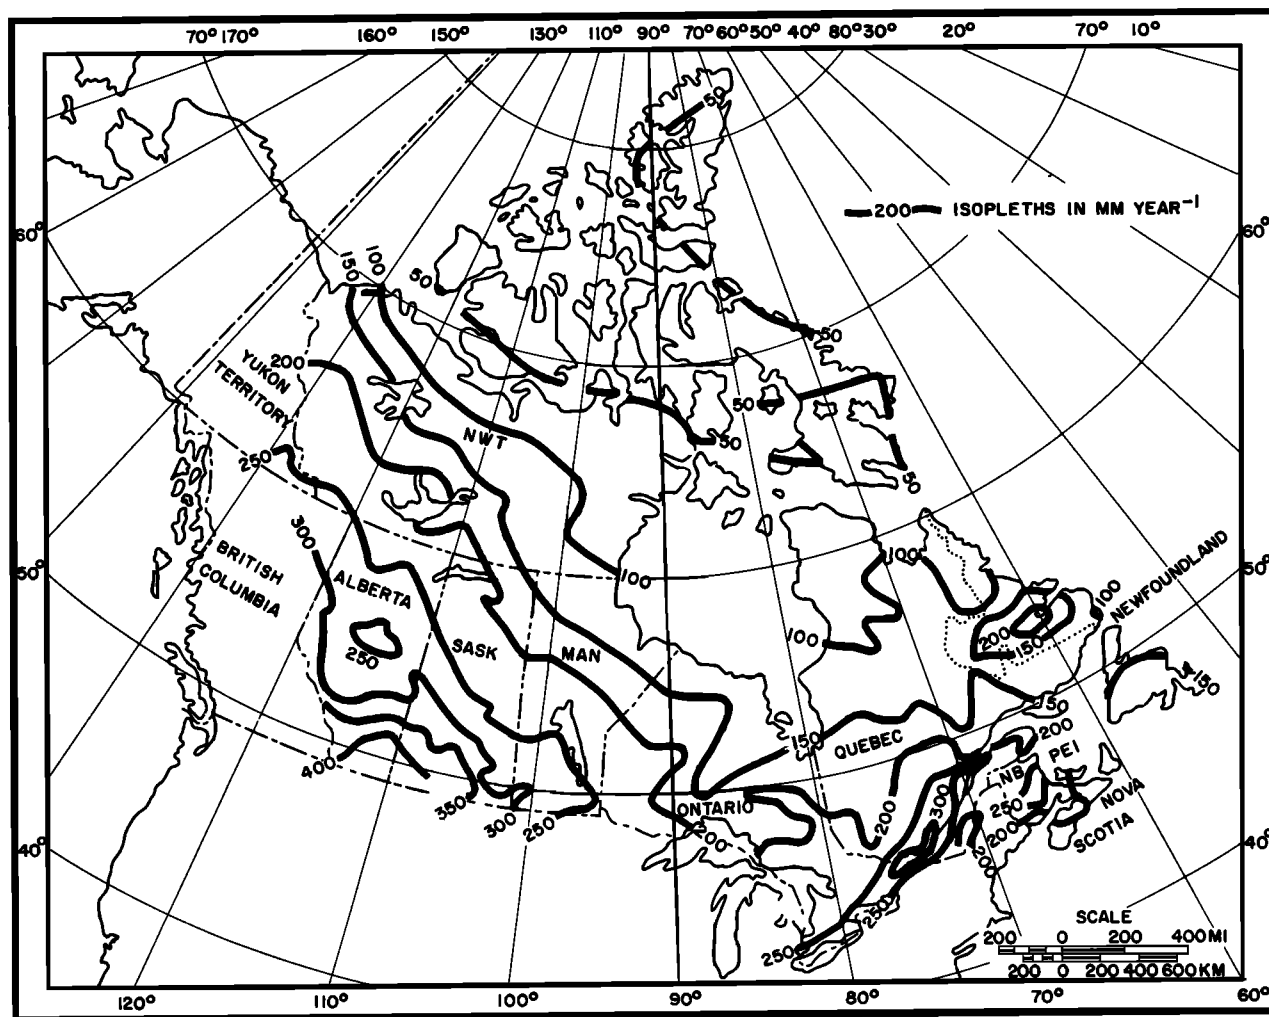 70° 170° 160° 150° 130° 110° 90° 70° 60° 50° 40° 80° 30° 20° 70° 10°
50
200 ISOPLETHS IN MM YEAR⁻¹
60° 60°
150 100 50
50
200
YUKON
TERRITORY
50
NWT 50
250
50
300
BRITISH
COLUMBIA
100 100
50° 50°
ALBERTA
100
NEWFOUNDLAND
100
200
150
250
SASK
MAN
150
150
150
QUEBEC
200
PEI
400
NB
350
300
250
ONTARIO
200
200
300
250
200
NOVA
SCOTIA
40° 40°
200
250
250
SCALE
200 0 200 400 MI
200 0 200 400 600 KM
120° 110° 100° 90° 80° 70° 60°